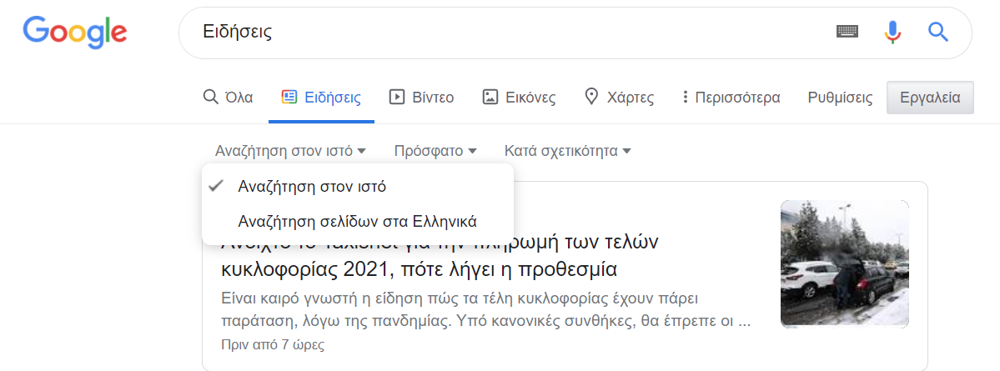 Google
Ειδήσεις
Όλα Ειδήσεις Βίντεο Εικόνες Χάρτες Περισσότερα Ρυθμίσεις Εργαλεία
Αναζήτηση στον ιστό Πρόσφατο Κατά σχετικότητα
Αναζήτηση στον ιστό
Αναζήτηση σελίδων στα Ελληνικά
Ανοιχτό το Taxisnet για την πληρωμή των τελών
κυκλοφορίας 2021, πότε λήγει η προθεσμία
Είναι καιρό γνωστή η είδηση πώς τα τέλη κυκλοφορίας έχουν πάρει
παράταση, λόγω της πανδημίας. Υπό κανονικές συνθήκες, θα έπρεπε οι ...
Πριν από 7 ώρες